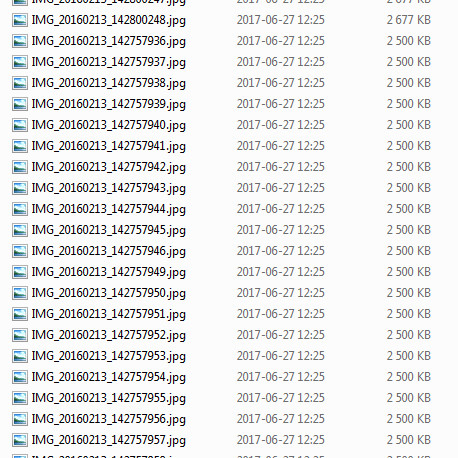 IMG_20160213_142800247.jpg 2017-06-27 12:25 2 677 KB
IMG_20160213_142800248.jpg 2017-06-27 12:25 2 677 KB
IMG_20160213_142757936.jpg 2017-06-27 12:25 2 500 KB
IMG_20160213_142757937.jpg 2017-06-27 12:25 2 500 KB
IMG_20160213_142757938.jpg 2017-06-27 12:25 2 500 KB
IMG_20160213_142757939.jpg 2017-06-27 12:25 2 500 KB
IMG_20160213_142757940.jpg 2017-06-27 12:25 2 500 KB
IMG_20160213_142757941.jpg 2017-06-27 12:25 2 500 KB
IMG_20160213_142757942.jpg 2017-06-27 12:25 2 500 KB
IMG_20160213_142757943.jpg 2017-06-27 12:25 2 500 KB
IMG_20160213_142757944.jpg 2017-06-27 12:25 2 500 KB
IMG_20160213_142757945.jpg 2017-06-27 12:25 2 500 KB
IMG_20160213_142757946.jpg 2017-06-27 12:25 2 500 KB
IMG_20160213_142757949.jpg 2017-06-27 12:25 2 500 KB
IMG_20160213_142757950.jpg 2017-06-27 12:25 2 500 KB
IMG_20160213_142757951.jpg 2017-06-27 12:25 2 500 KB
IMG_20160213_142757952.jpg 2017-06-27 12:25 2 500 KB
IMG_20160213_142757953.jpg 2017-06-27 12:25 2 500 KB
IMG_20160213_142757954.jpg 2017-06-27 12:25 2 500 KB
IMG_20160213_142757955.jpg 2017-06-27 12:25 2 500 KB
IMG_20160213_142757956.jpg 2017-06-27 12:25 2 500 KB
IMG_20160213_142757957.jpg 2017-06-27 12:25 2 500 KB